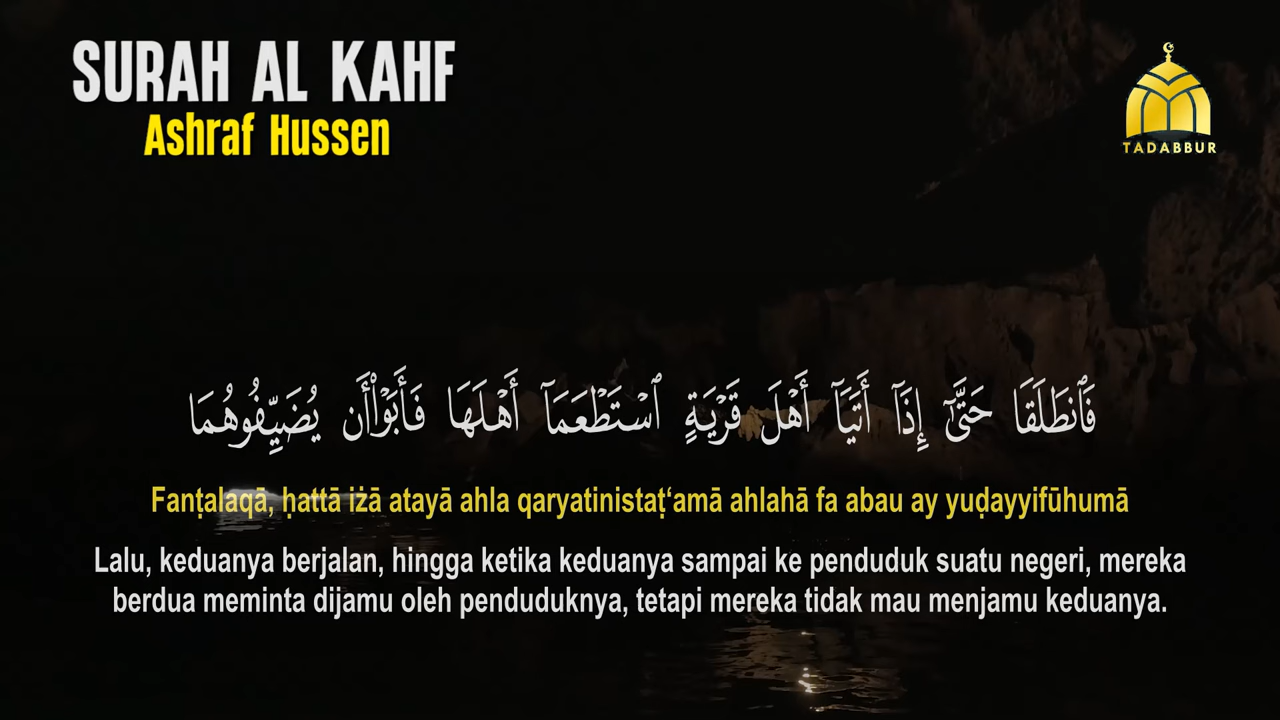 SURAH AL KAHF
Ashraf Hussen
TADABBUR
فَٱنطَلَقَا حَتَّىٰٓ إِذَآ أَتَيَآ أَهْلَ قَرْيَةٍ ٱسْتَطْعَمَآ أَهْلَهَا فَأَبَوْا۟أَن يُضَيِّفُوهُمَا
Fanṭalaqā, ḥattā iżā atayā ahla qaryatinistaṭ‘amā ahlahā fa abau ay yuḍayyifūhumā
Lalu, keduanya berjalan, hingga ketika keduanya sampai ke penduduk suatu negeri, mereka
berdua meminta dijamu oleh penduduknya, tetapi mereka tidak mau menjamu keduanya.